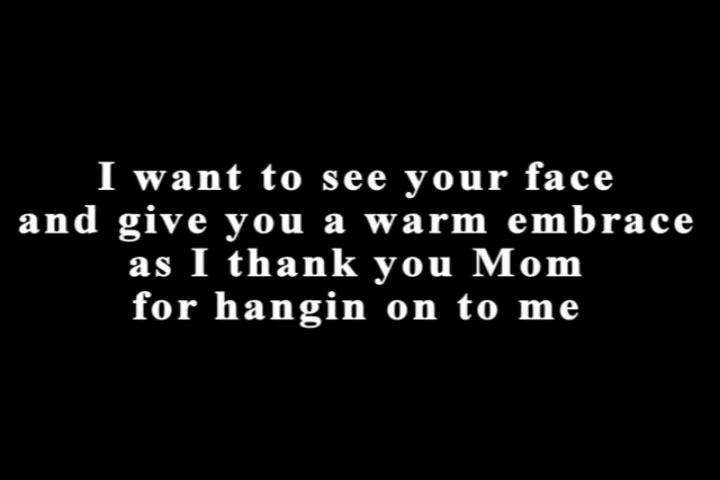 I want to see your face
and give you a warm embrace
as I thank you Mom
for hangin on to me